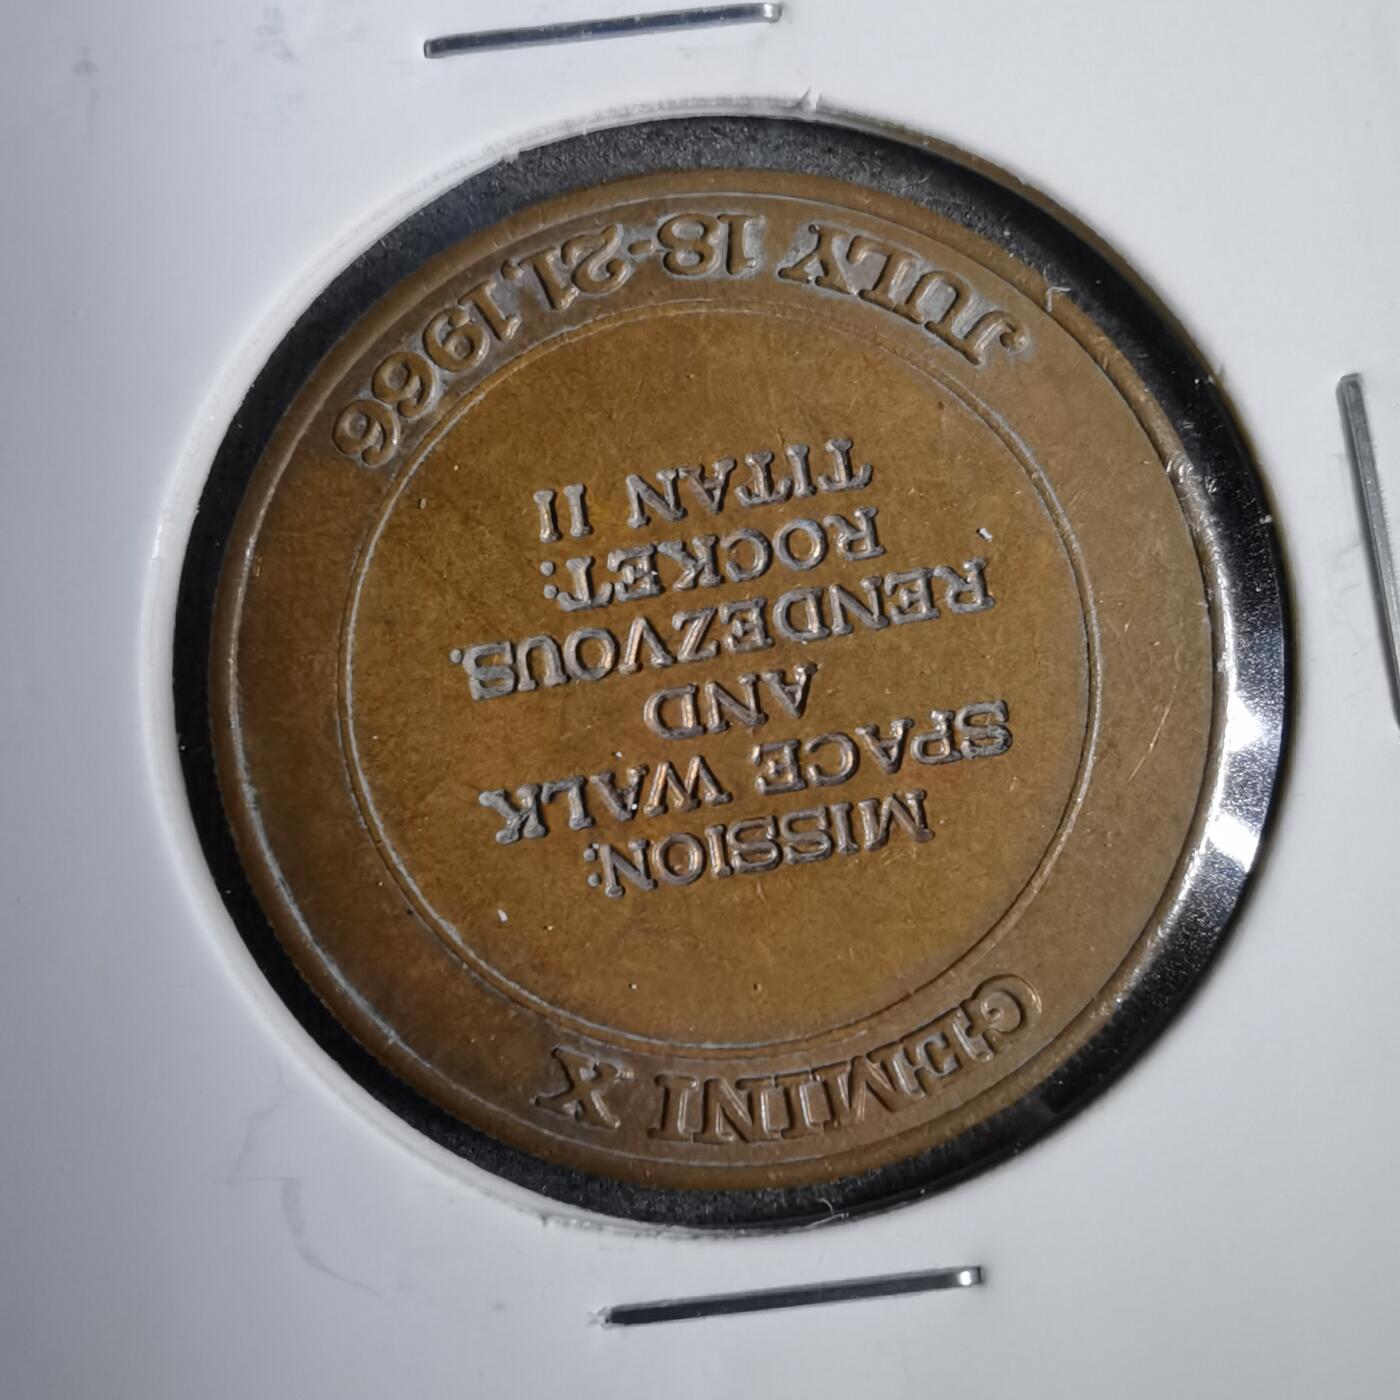 GEMINI X
MISSION:
SPACE WALK
AND
RENDEZVOUS.
ROCKET:
TITAN II
JULY 18-21,1966